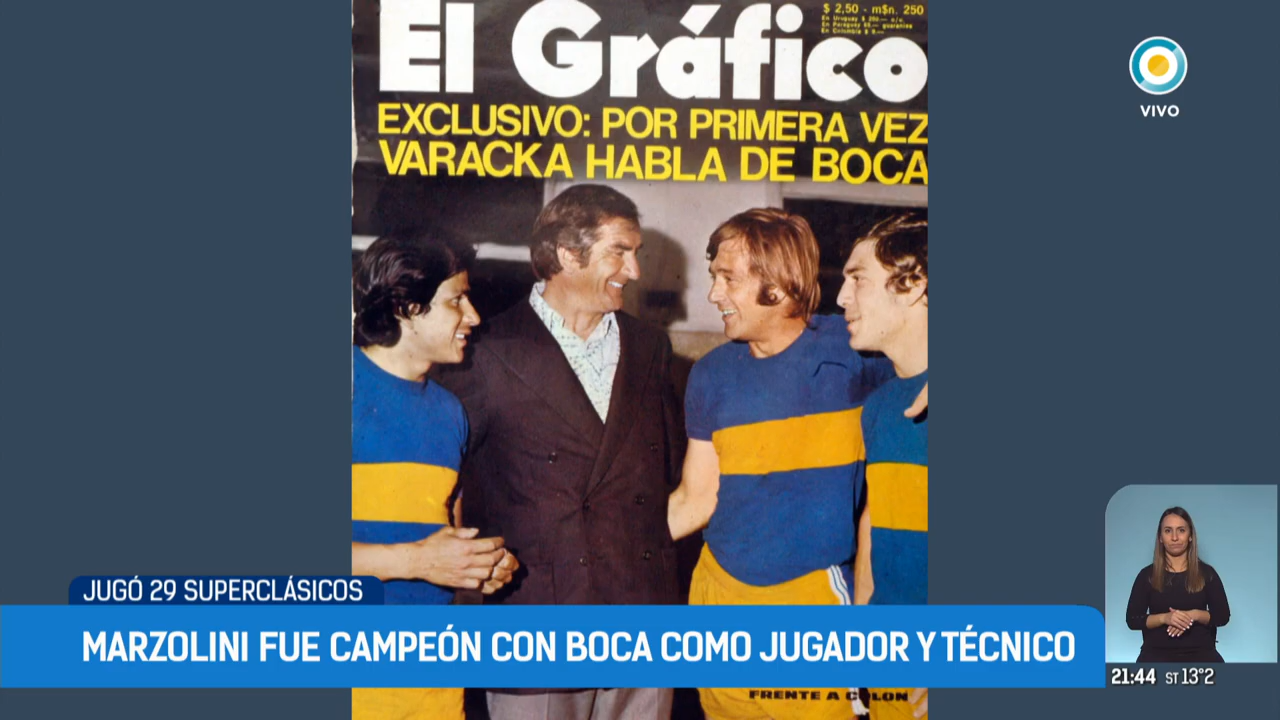 El Gráfico
$ 2,50 - m$n. 250
EXCLUSIVO: POR PRIMERA VEZ
VARACKA HABLA DE BOCA
VIVO
JUGÓ 29 SUPERCLÁSICOS
MARZOLINI FUE CAMPEÓN CON BOCA COMO JUGADOR Y TÉCNICO
21:44 ST 13°2
FRENTE A COLON